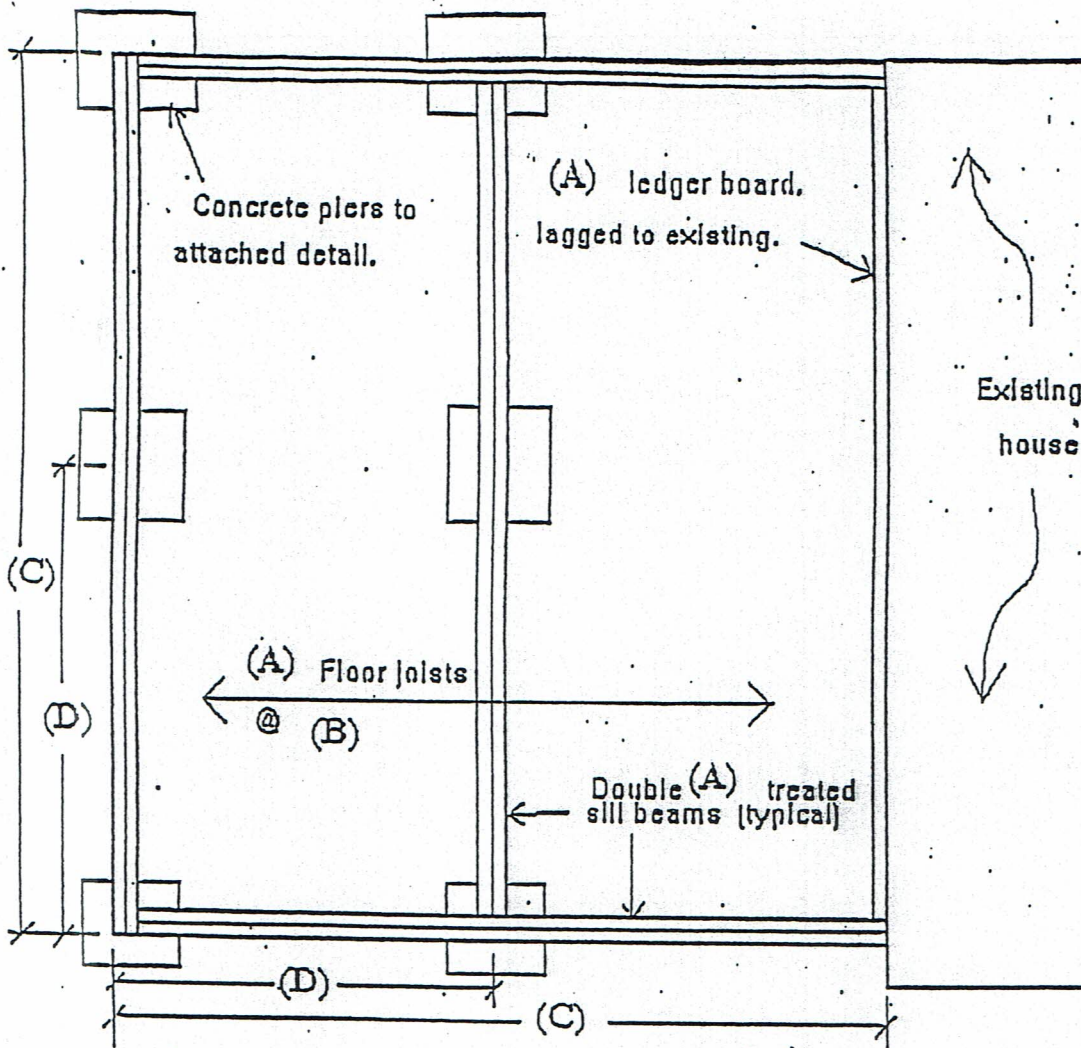 Concrete piers to
attached detail.
(A) ledger board,
lagged to existing.
Existing
house
(C)
(D)
(A) Floor joists
@ (B)
Double (A) treated
sill beams (typical)
(D)
(C)